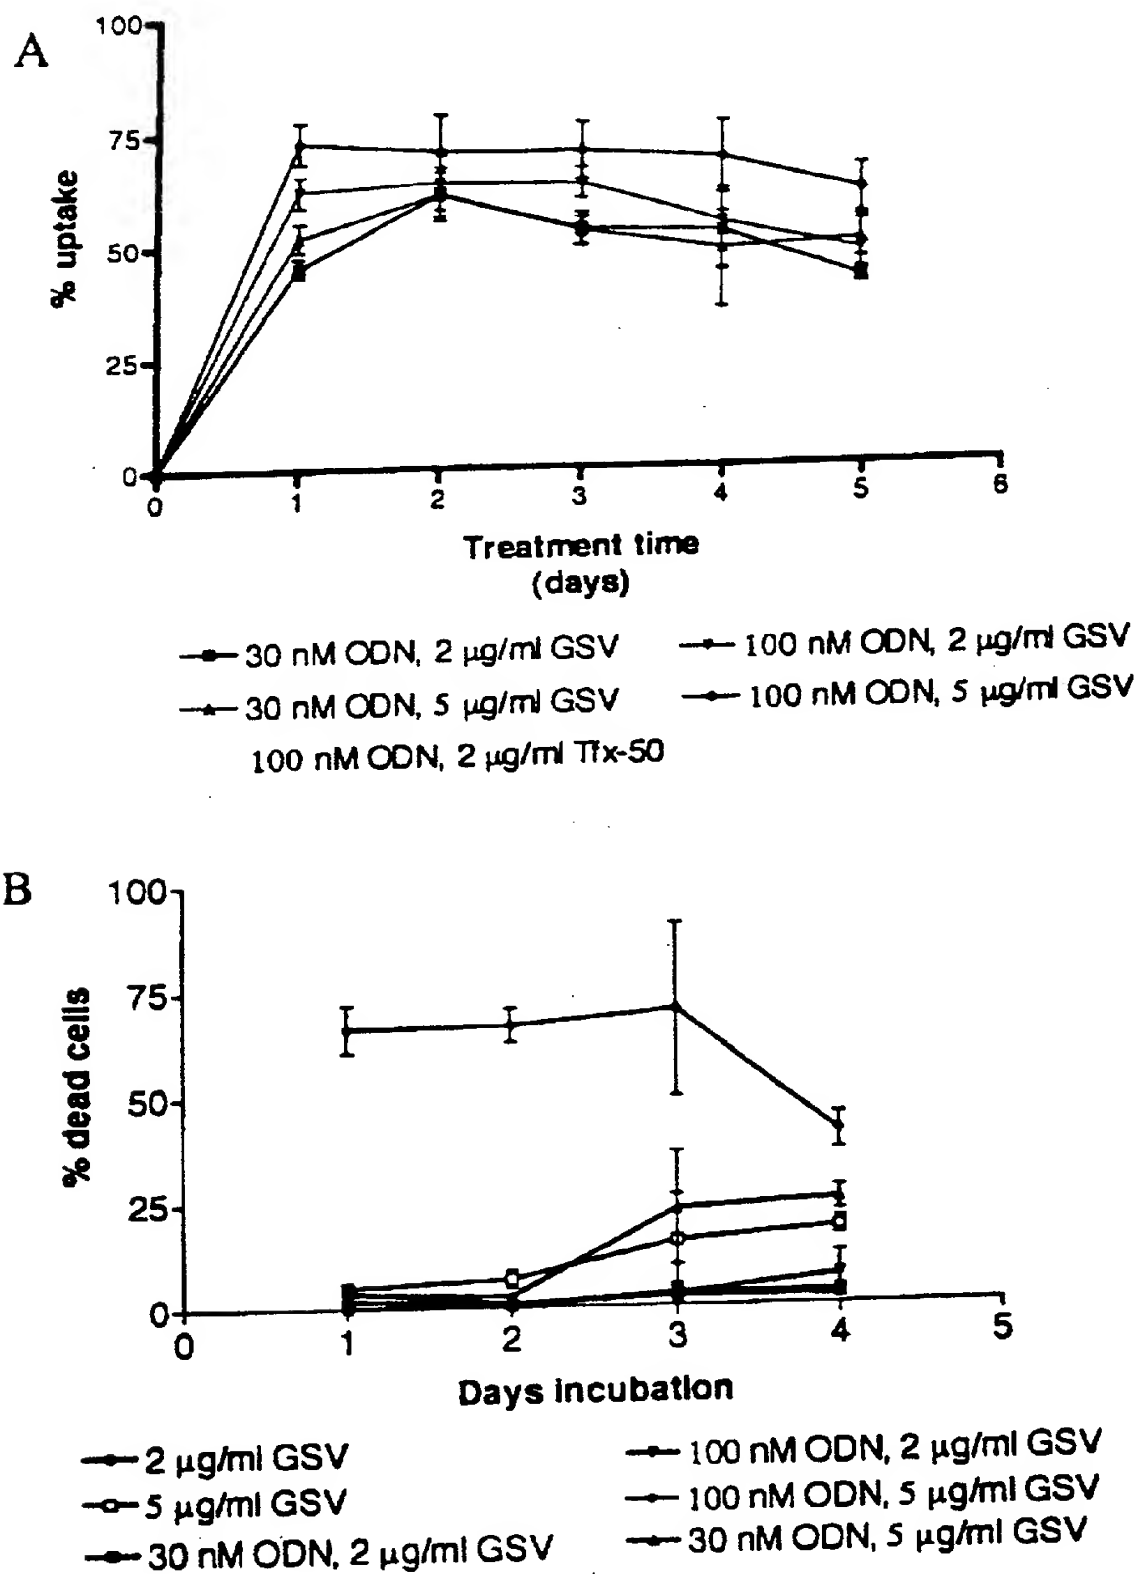 A
100
75
50
25
0
% uptake
0 1 2 3 4 5 6
Treatment time
(days)
30 nM ODN, 2 µg/ml GSV
100 nM ODN, 2 µg/ml GSV
30 nM ODN, 5 µg/ml GSV
100 nM ODN, 5 µg/ml GSV
100 nM ODN, 2 µg/ml Tfx-50
B
100
75
50
25
0
% dead cells
0 1 2 3 4 5
Days incubation
2 µg/ml GSV
100 nM ODN, 2 µg/ml GSV
5 µg/ml GSV
100 nM ODN, 5 µg/ml GSV
30 nM ODN, 2 µg/ml GSV
30 nM ODN, 5 µg/ml GSV